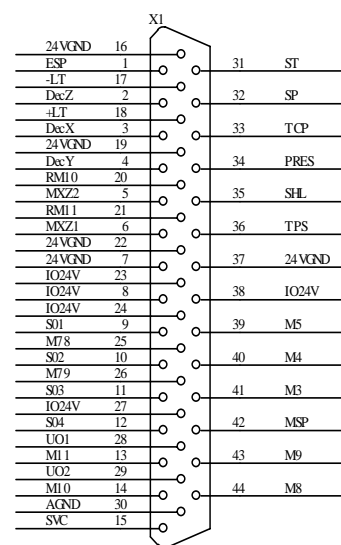 X1
24VGND 16
ESP 1 31 ST
-LT 17
DecZ 2 32 SP
+LT 18
DecX 3 33 TCP
24VGND 19
DecY 4 34 PRES
RM10 20
MXZ2 5 35 SHL
RM11 21
MXZ1 6 36 TPS
24VGND 22
24VGND 7 37 24VGND
IO24V 23
IO24V 8 38 IO24V
IO24V 24
S01 9 39 M5
M78 25
S02 10 40 M4
M79 26
S03 11 41 M3
IO24V 27
S04 12 42 MSP
UO1 28
M11 13 43 M9
UO2 29
M10 14 44 M8
AGND 30
SVC 15